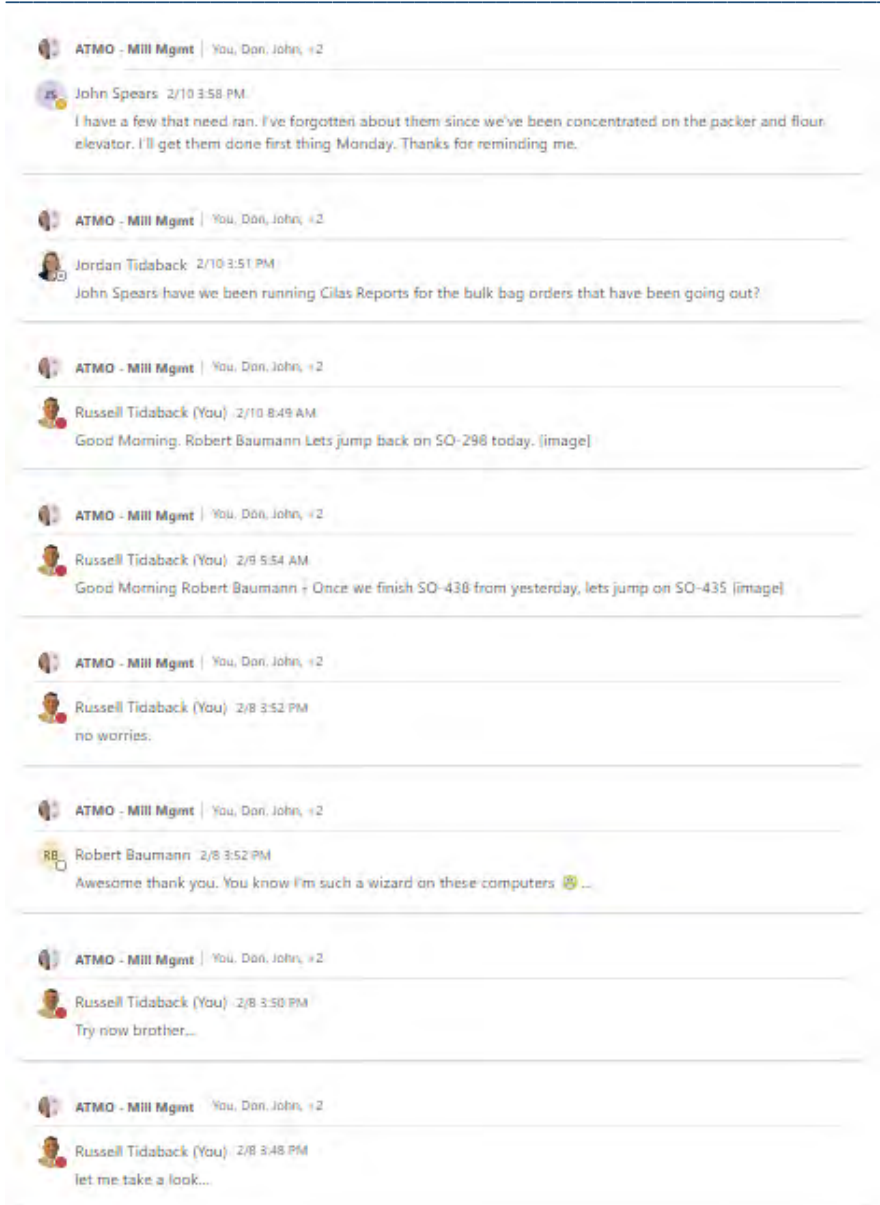 ATMO - Mill Mgmt | You, Don, John, +2
JS John Spears 2/10 3:58 PM
I have a few that need ran. I've forgotten about them since we've been concentrated on the packer and flour
elevator. I'll get them done first thing Monday. Thanks for reminding me.
ATMO - Mill Mgmt | You, Don, John, +2
Jordan Tidaback 2/10 3:51 PM
John Spears have we been running Cilas Reports for the bulk bag orders that have been going out?
ATMO - Mill Mgmt | You, Don, John, +2
Russell Tidaback (You) 2/10 8:49 AM
Good Morning. Robert Baumann Lets jump back on SO-298 today. [image]
ATMO - Mill Mgmt | You, Don, John, +2
Russell Tidaback (You) 2/9 5:54 AM
Good Morning Robert Baumann - Once we finish SO-438 from yesterday, lets jump on SO-435 [image]
ATMO - Mill Mgmt | You, Don, John, +2
Russell Tidaback (You) 2/8 3:52 PM
no worries.
ATMO - Mill Mgmt | You, Don, John, +2
RB Robert Baumann 2/8 3:52 PM
Awesome thank you. You know I'm such a wizard on these computers ...
ATMO - Mill Mgmt | You, Don, John, +2
Russell Tidaback (You) 2/8 3:50 PM
Try now brother...
ATMO - Mill Mgmt You, Don, John, +2
Russell Tidaback (You) 2/8 3:48 PM
let me take a look...